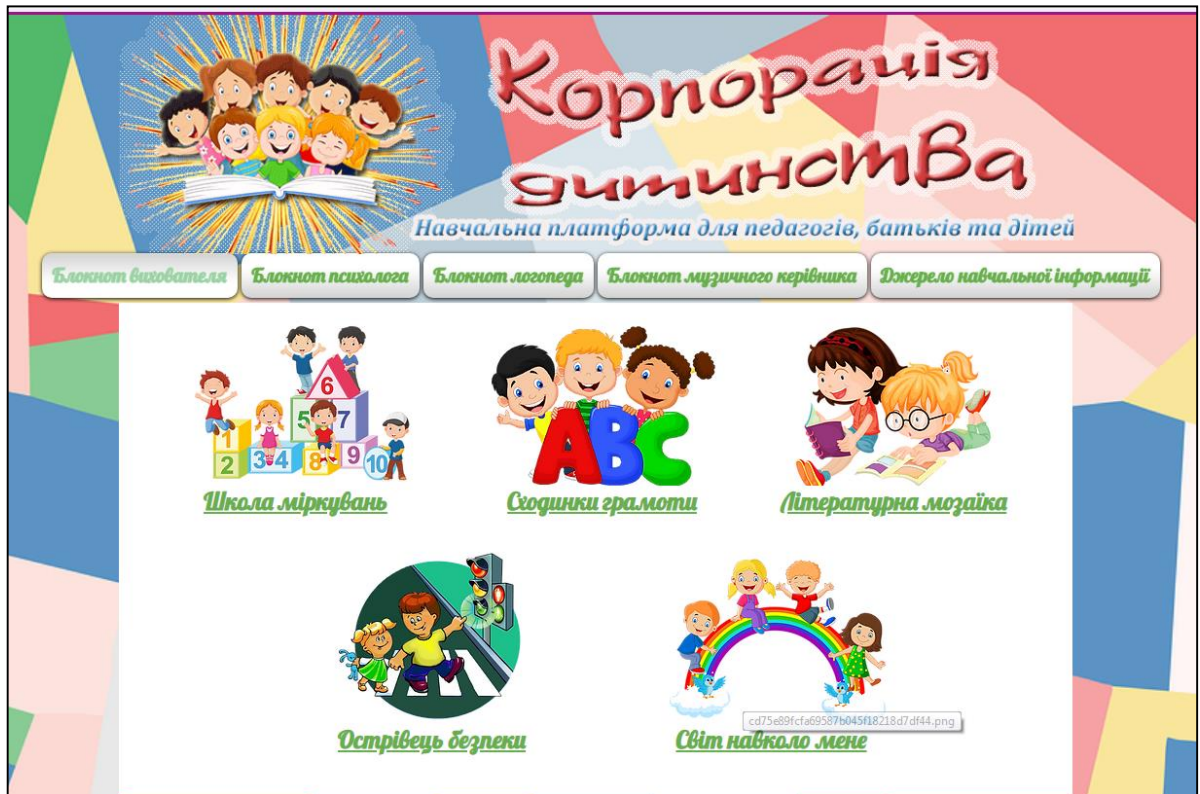 Корпорація
дитинства
Навчальна платформа для педагогів, батьків та дітей
Блокнот вихователя Блокнот психолога Блокнот логопеда Блокнот музичного керівника Джерело навчальної інформації
6
5 7
1
2 3 4 8 9 10
ABC
Школа міркувань Сходинки грамоти Літературна мозаїка
cd75e89fcfa69587b045f18218d7df44.png
Острівець безпеки Світ навколо мене